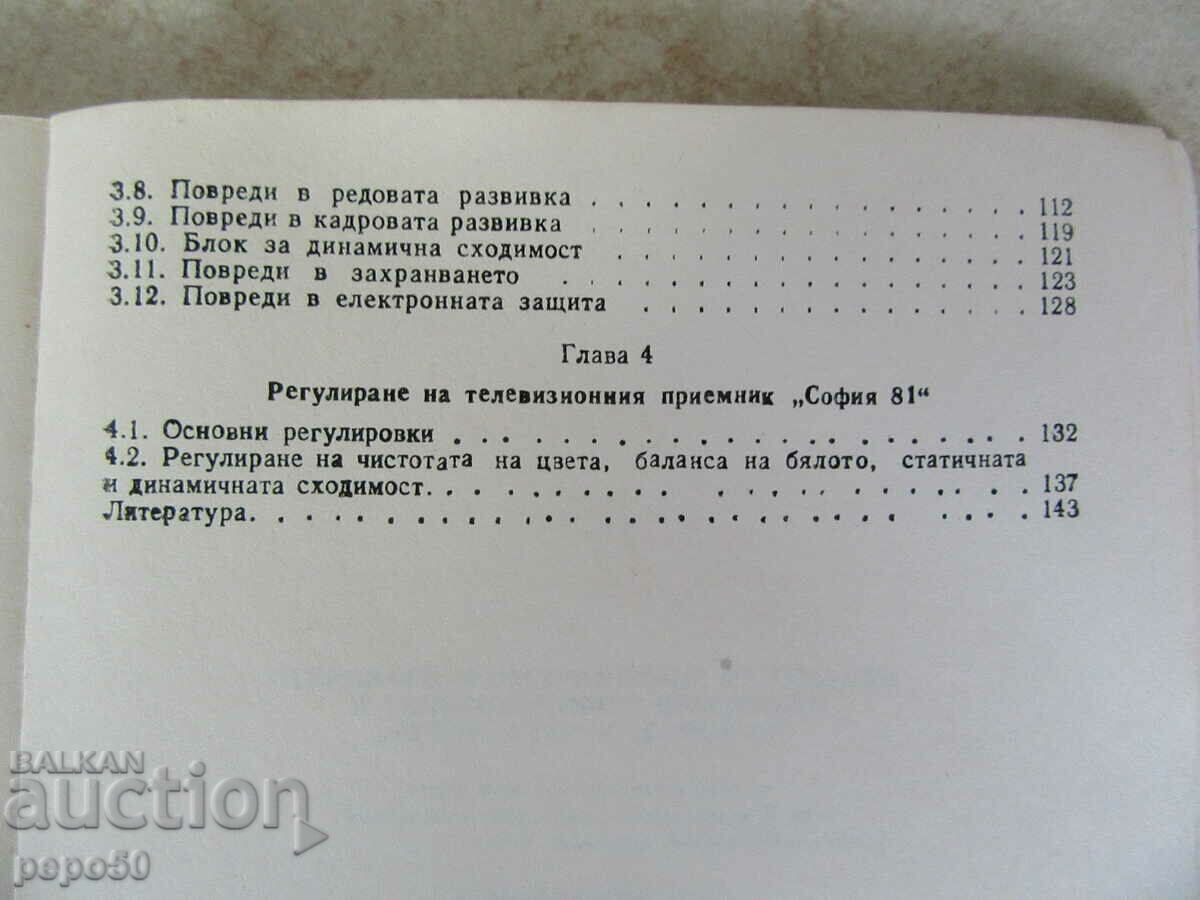 3.8. Повреди в редовата развивка . . . . . . . . . . . . . . . . 112
3.9. Повреди в кадровата развивка . . . . . . . . . . . . . . . . 119
3.10. Блок за динамична сходимост . . . . . . . . . . . . . . . 121
3.11. Повреди в захранването . . . . . . . . . . . . . . . . . 123
3.12. Повреди в електронната защита . . . . . . . . . . . . . . . 128
Глава 4
Регулиране на телевизионния приемник „София 81“
4.1. Основни регулировки . . . . . . . . . . . . . . . . . . . . . . 132
4.2. Регулиране на чистотата на цвета, баланса на бялото, статичната
и динамичната сходимост. . . . . . . . . . . . . . . . . . . . 137
Литература. . . . . . . . . . . . . . . . . . . . . . . . . . . 143
BALKAN
auction
pepo50